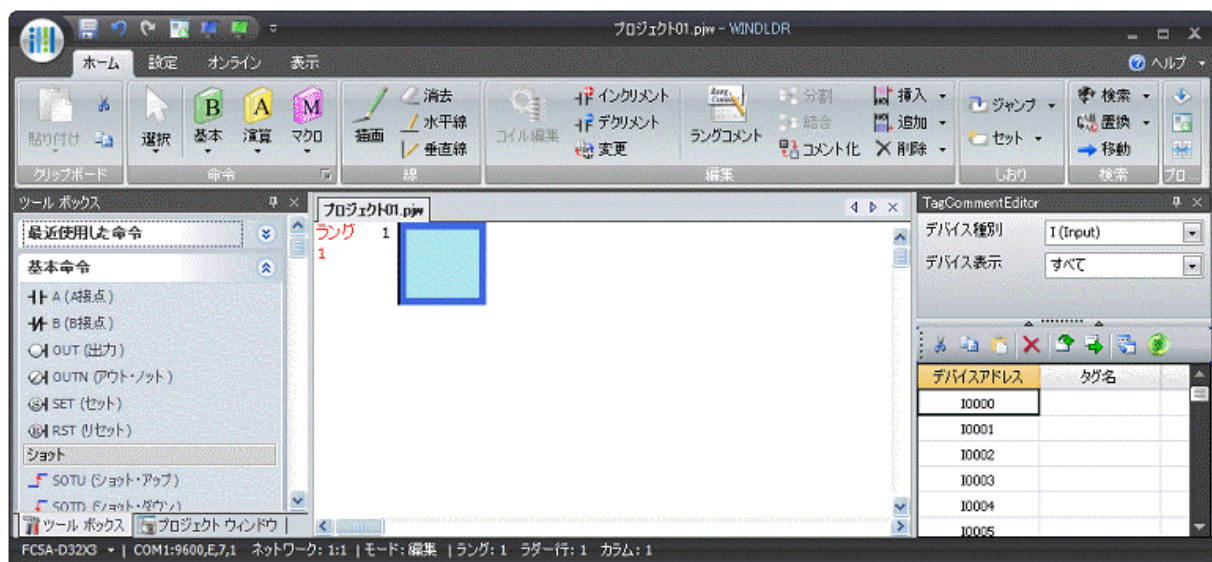 プロジェクト01.pjw - WINDLDR
ホーム 設定 オンライン 表示 ヘルプ
貼り付け 選択 B 基本 A 演算 M マクロ 描画 消去 水平線 垂直線 コイル編集 インクリメント デクリメント 変更 Rung Comment ラングコメント 分割 結合 コメント化 挿入 追加 削除 ジャンプ セット 検索 置換 移動
クリップボード 命令 線 編集 しおり 検索 プロ...
ツール ボックス
最近使用した命令
基本命令
A (A接点)
B (B接点)
OUT (出力)
OUTN (アウト・ノット)
SET (セット)
RST (リセット)
ショット
SOTU (ショット・アップ)
SOTD (ショット・ダウン)
ツール ボックス プロジェクト ウィンドウ
プロジェクト01.pjw
ラング 1
1
TagCommentEditor
デバイス種別 I (Input)
デバイス表示 すべて
デバイスアドレス タグ名
I0000
I0001
I0002
I0003
I0004
I0005
FC5A-D32X3 | COM1:9600,E,7,1 ネットワーク: 1:1 | モード: 編集 | ラング: 1 ラダー行: 1 カラム: 1